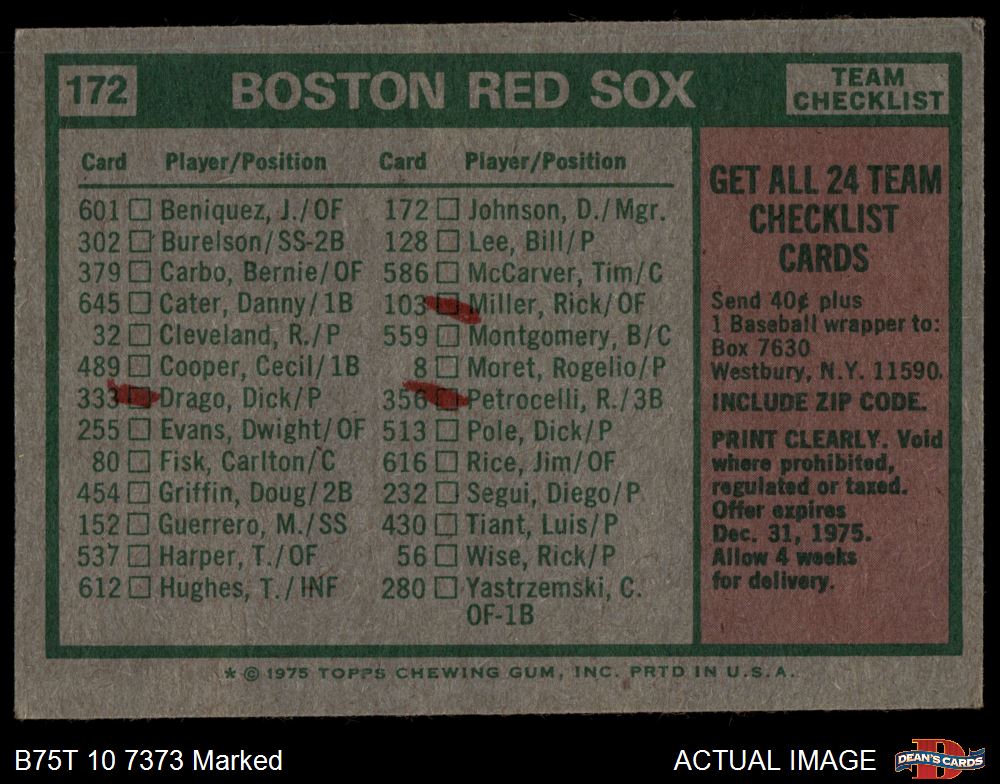 172
BOSTON RED SOX
TEAM
CHECKLIST
Card Player/Position Card Player/Position
601 Beniquez, J./OF
302 Burelson/SS-2B
379 Carbo, Bernie/OF
645 Cater, Danny/1B
32 Cleveland, R./P
489 Cooper, Cecil/1B
333 Drago, Dick/P
255 Evans, Dwight/OF
80 Fisk, Carlton/C
454 Griffin, Doug/2B
152 Guerrero, M./SS
537 Harper, T./OF
612 Hughes, T./INF
172 Johnson, D./Mgr.
128 Lee, Bill/P
586 McCarver, Tim/C
103 Miller, Rick/OF
559 Montgomery, B/C
8 Moret, Rogelio/P
356 Petrocelli, R./3B
513 Pole, Dick/P
616 Rice, Jim/OF
232 Segui, Diego/P
430 Tiant, Luis/P
56 Wise, Rick/P
280 Yastrzemski, C.
OF-1B
GET ALL 24 TEAM
CHECKLIST
CARDS
Send 40¢ plus
1 Baseball wrapper to:
Box 7630
Westbury, N.Y. 11590.
INCLUDE ZIP CODE.
PRINT CLEARLY. Void
where prohibited,
regulated or taxed.
Offer expires
Dec. 31, 1975.
Allow 4 weeks
for delivery.
* © 1975 TOPPS CHEWING GUM, INC. PRTD IN U.S.A.
B75T 10 7373 Marked
ACTUAL IMAGE
DEAN'S CARDS